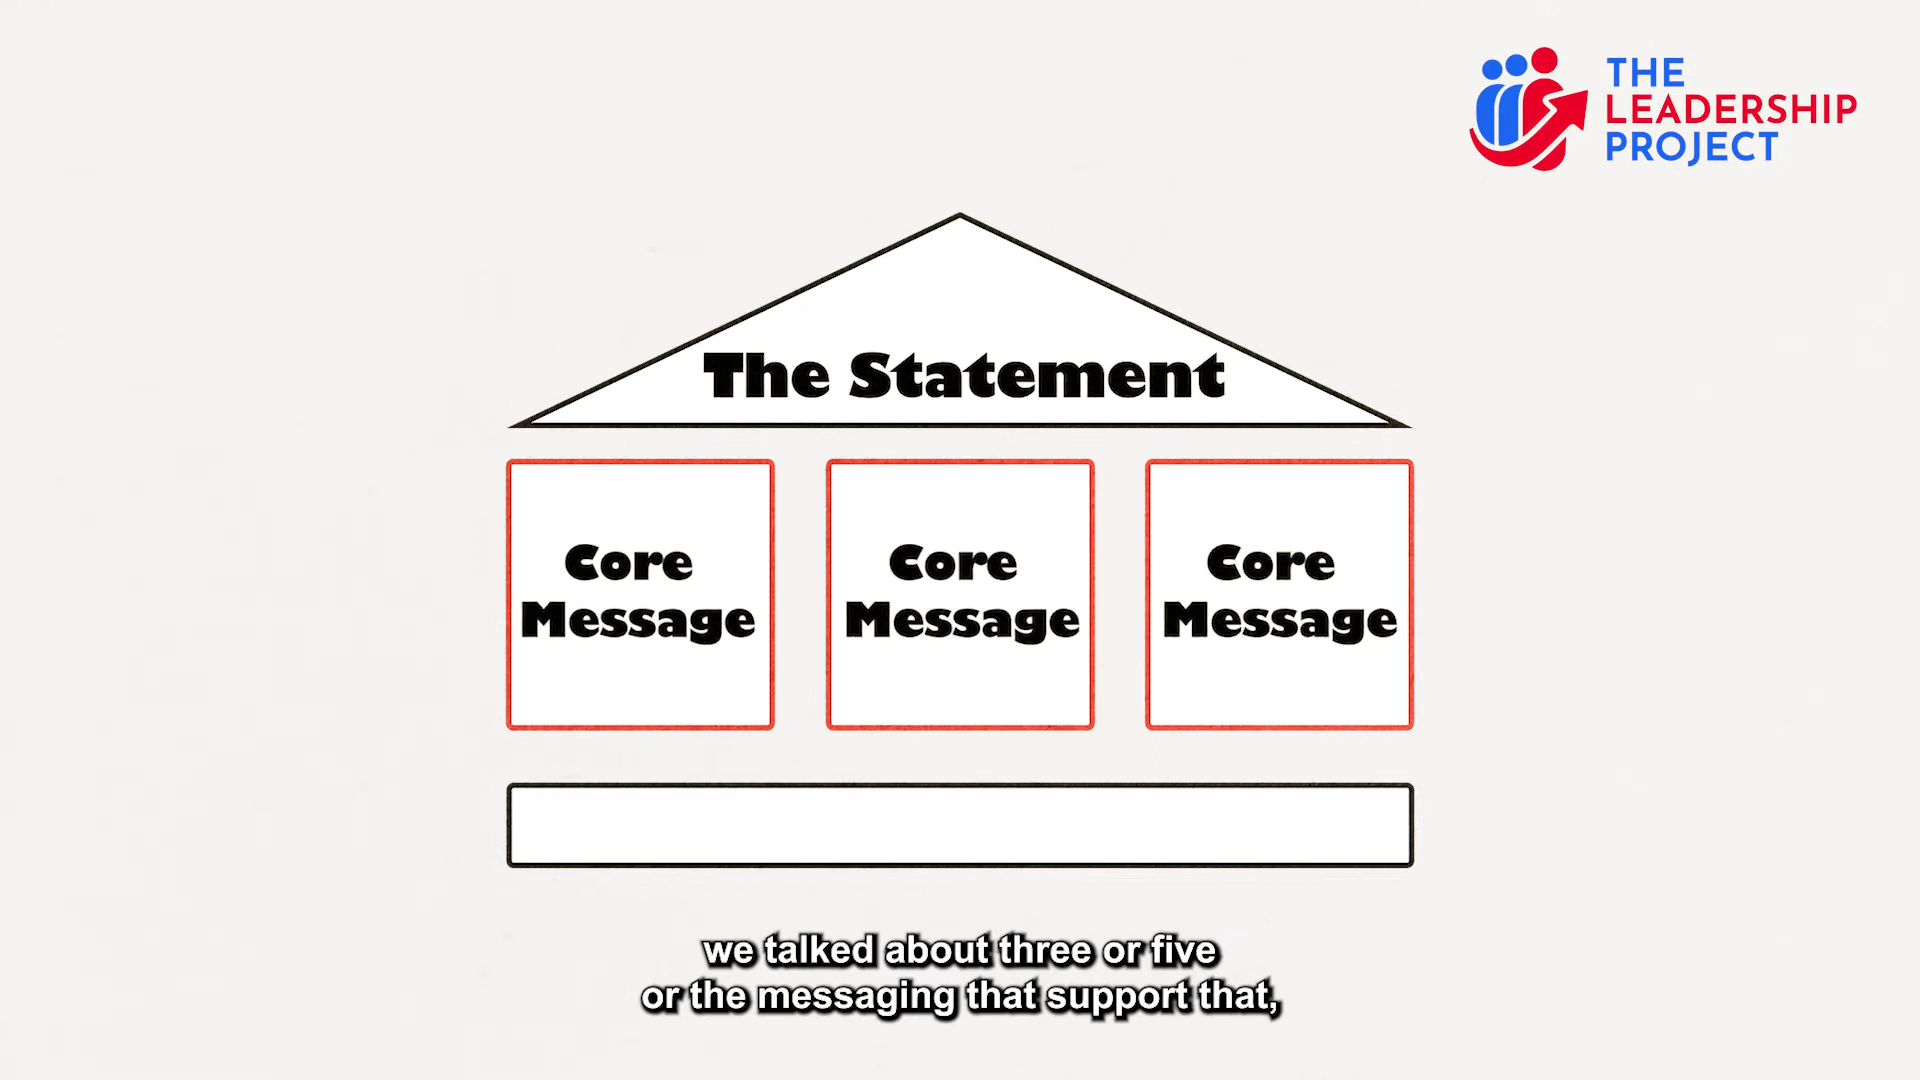 THE
LEADERSHIP
PROJECT
The Statement
Core
Message
Core
Message
Core
Message
we talked about three or five
or the messaging that support that,